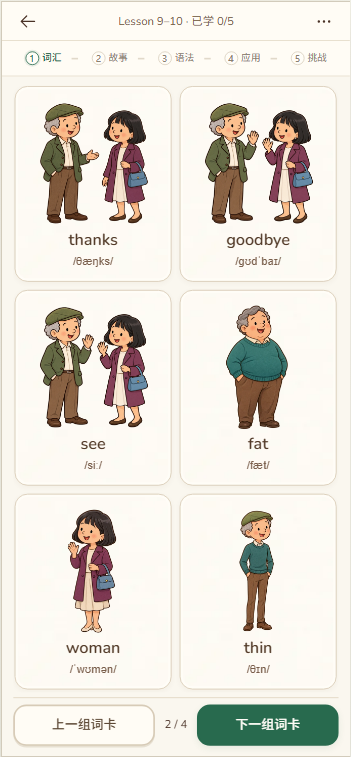 Lesson 9–10 · 已学 0/5
1 词汇 – 2 故事 – 3 语法 – 4 应用 – 5 挑战
thanks goodbye
/θæŋks/ /ɡʊdˈbaɪ/
see fat
/siː/ /fæt/
woman thin
/ˈwʊmən/ /θɪn/
上一组词卡 2 / 4 下一组词卡